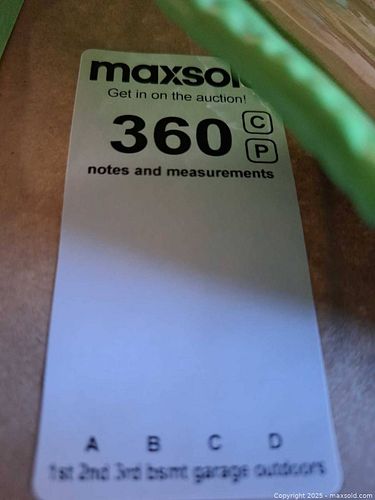 maxsol
Get in on the auction!
360 C
P
notes and measurements
A B C D
1st 2nd 3rd bsmt garage outdoors
Copyright 2025 - maxsold.com